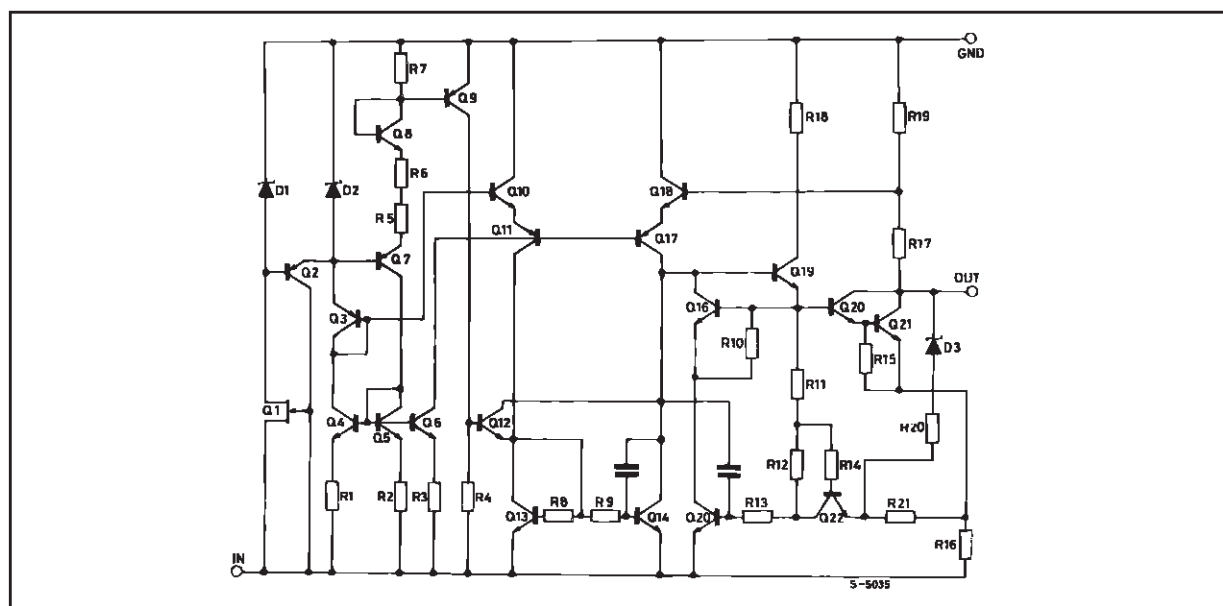 GND
R7
Q9
Q8
R18
R19
R6
D1
D2
Q10
Q18
R5
Q11
Q17
R17
Q2
Q7
Q19
OUT
Q3
Q16
Q20
Q21
R10
R15
D3
R11
Q1
Q4
Q5
Q6
Q12
R20
R12
R14
R1
R2
R3
R4
R8
R9
R13
Q13
Q14
Q20
Q22
R21
R16
IN
S-5035